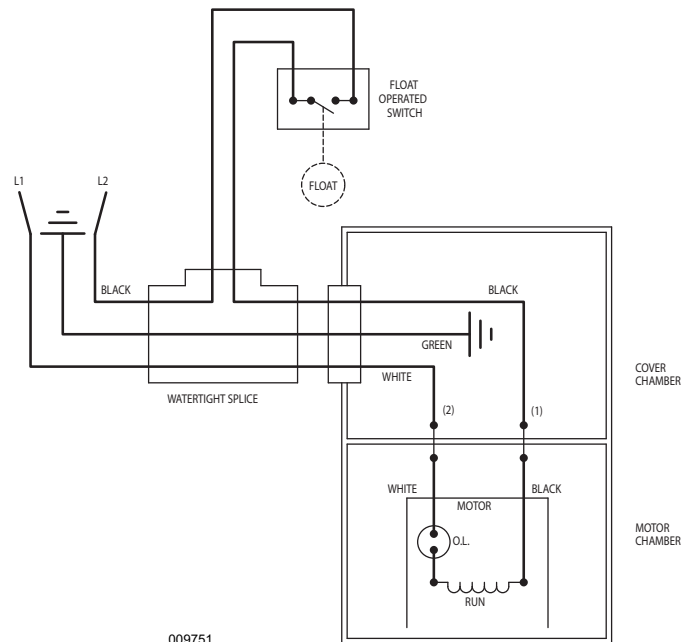 FLOAT
OPERATED
SWITCH
FLOAT
L1
L2
BLACK
BLACK
GREEN
WHITE
WATERTIGHT SPLICE
COVER
CHAMBER
(2)
(1)
WHITE
BLACK
MOTOR
O.L.
RUN
MOTOR
CHAMBER
009751